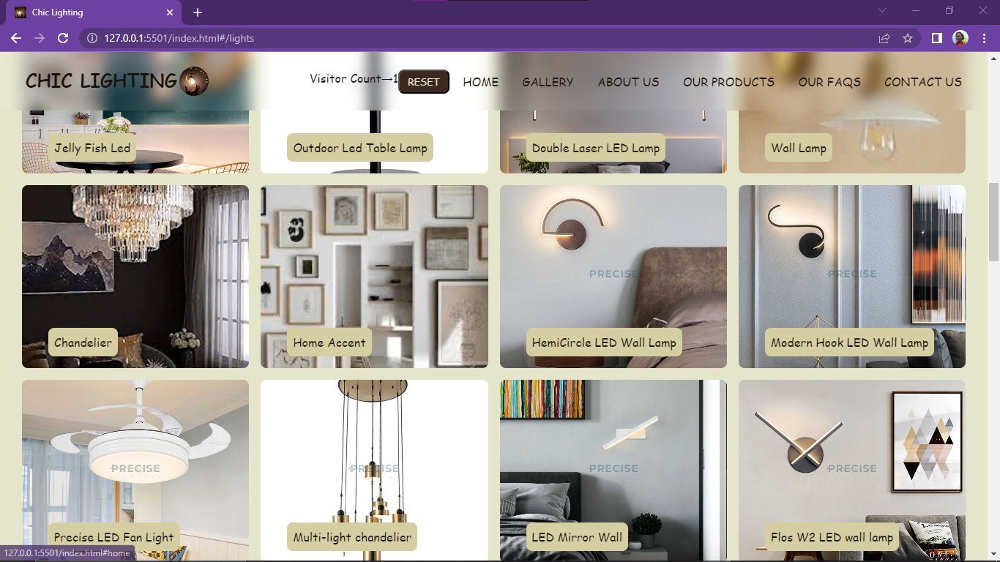 Chic Lighting
127.0.0.1:5501/index.html#/lights
CHIC LIGHTING
Visitor Count→1
RESET
HOME
GALLERY
ABOUT US
OUR PRODUCTS
OUR FAQS
CONTACT US
Jelly Fish Led
Outdoor Led Table Lamp
Double Laser LED Lamp
Wall Lamp
PRECISE
PRECISE
Chandelier
Home Accent
HemiCircle LED Wall Lamp
Modern Hook LED Wall Lamp
PRECISE
PRECISE
PRECISE
PRECISE
Precise LED Fan Light
Multi-light chandelier
LED Mirror Wall
Flos W2 LED wall lamp
127.0.0.1:5501/index.html#home